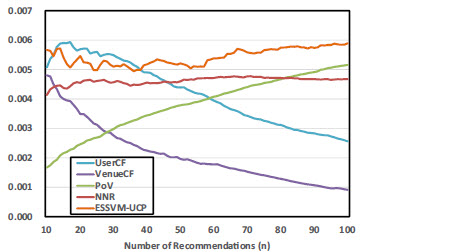 0.007
0.006
0.005
0.004
0.003
0.002
0.001
0.000
UserCF
VenueCF
PoV
NNR
ESSVM-UCP
10 20 30 40 50 60 70 80 90 100
Number of Recommendations (n)